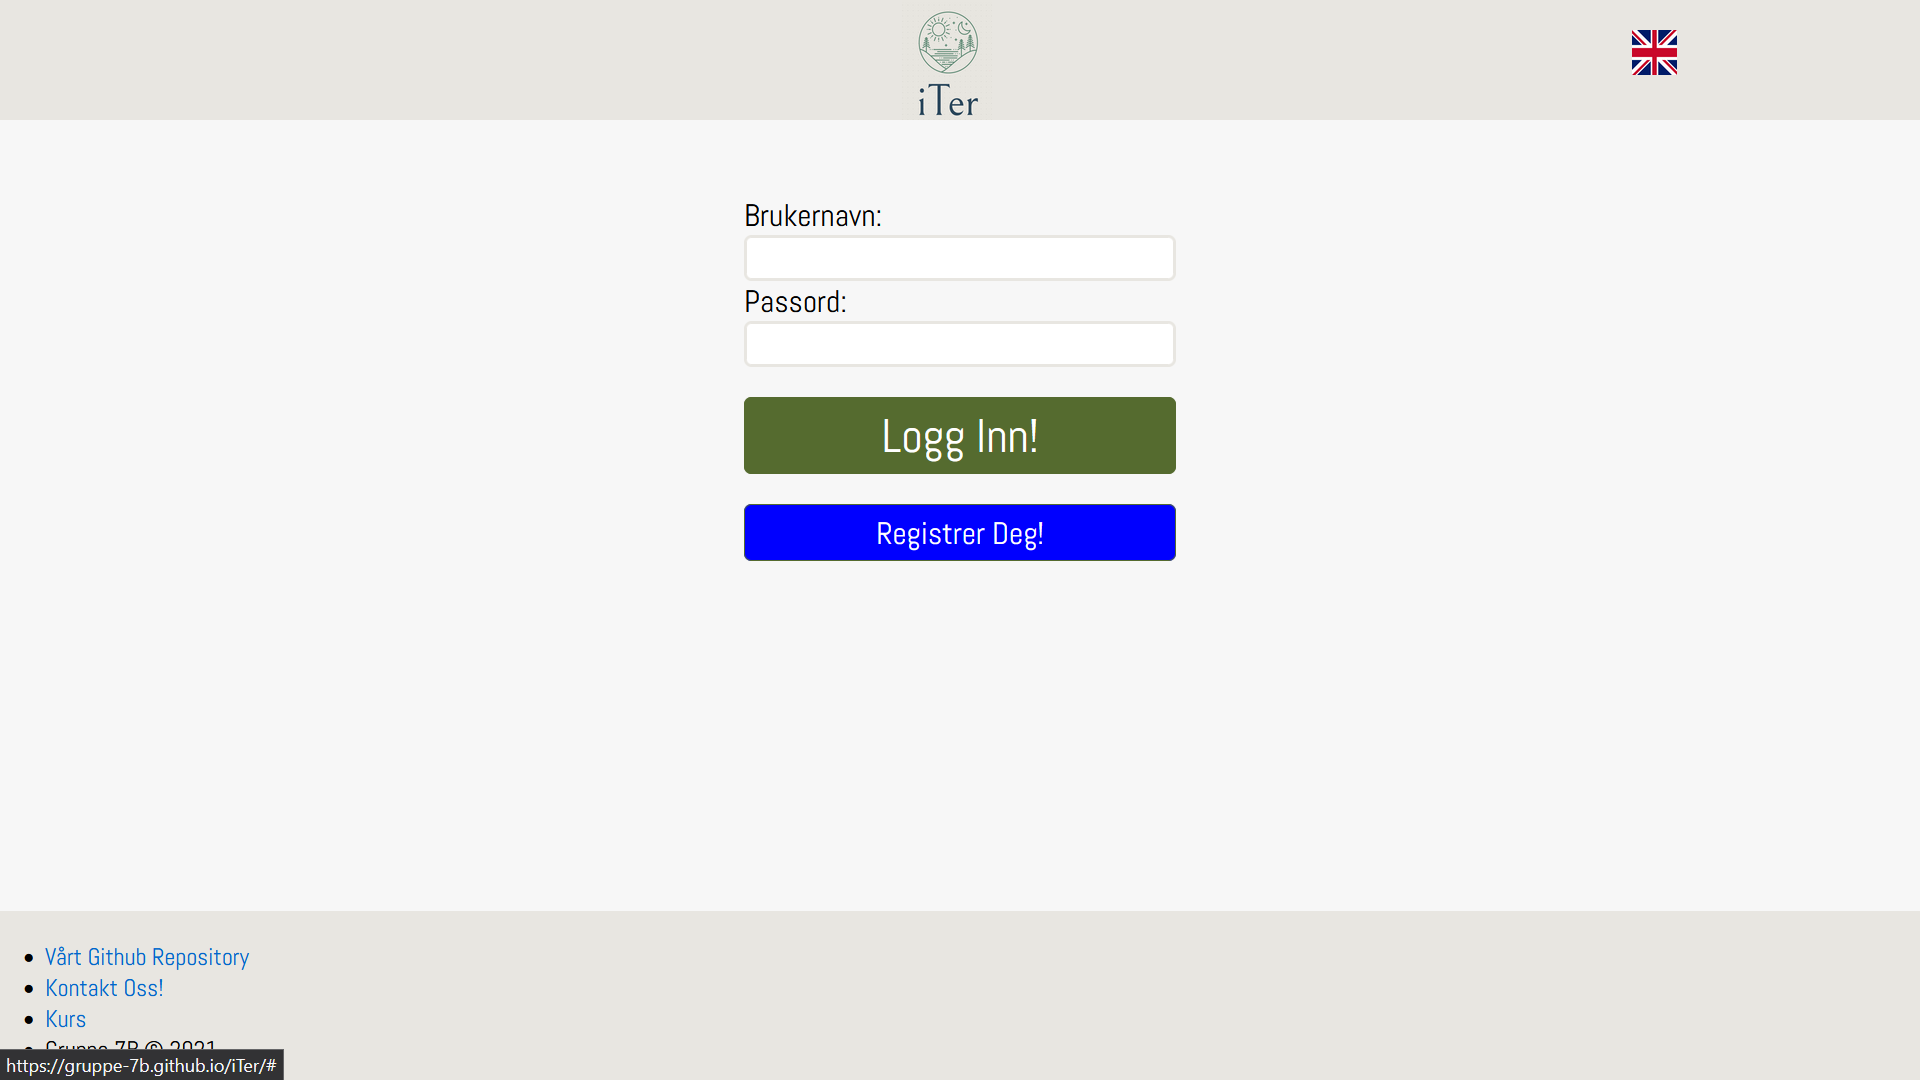 iTer
Brukernavn:
Passord:
Logg Inn!
Registrer Deg!
Vårt Github Repository
Kontakt Oss!
Kurs
Gruppe 7B © 2021
https://gruppe-7b.github.io/iTer/#